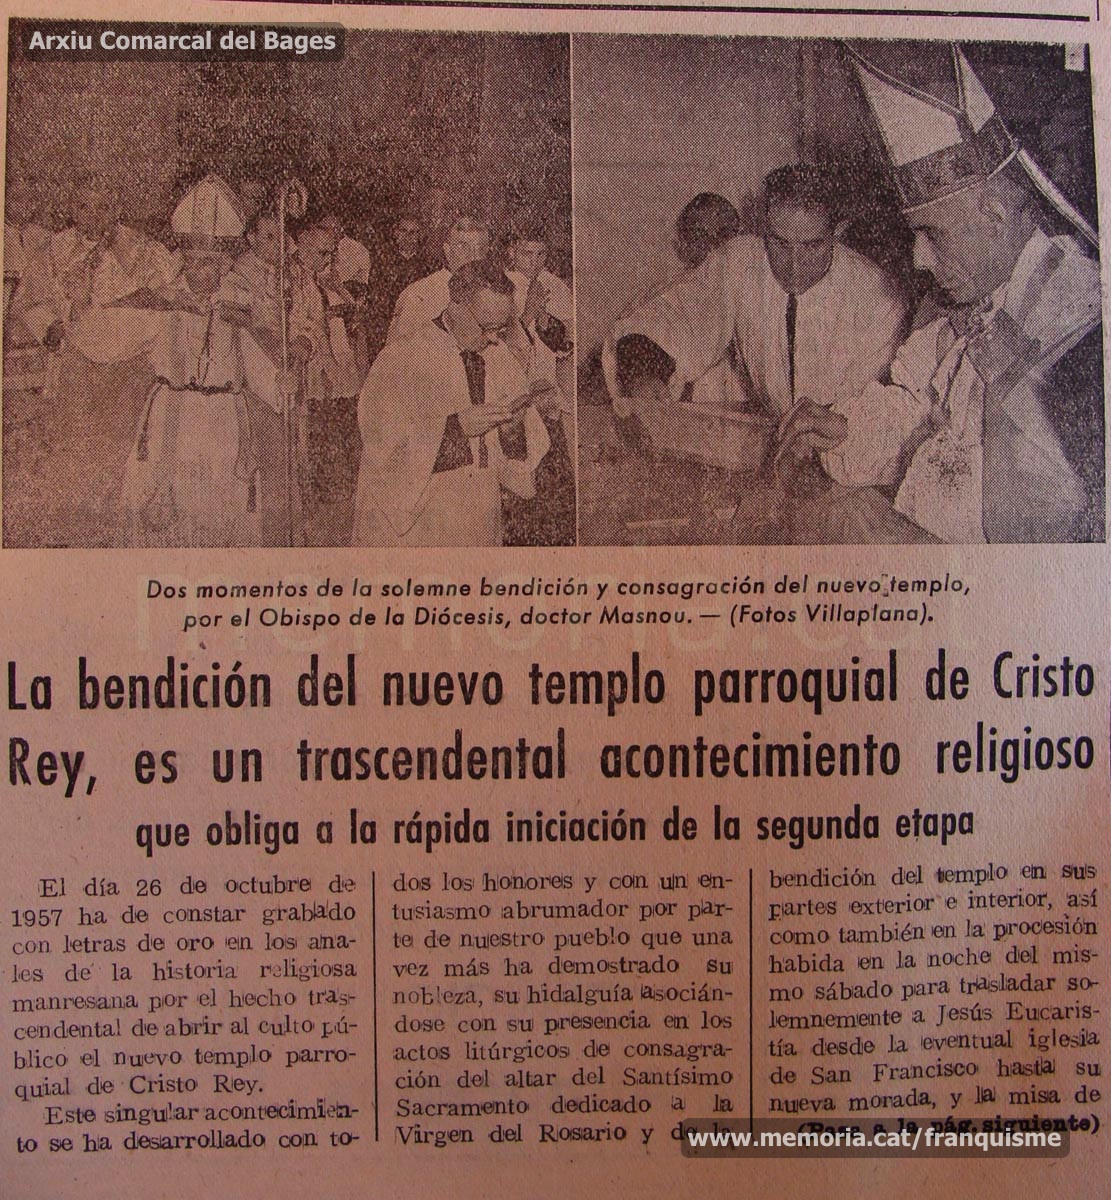 Arxiu Comarcal del Bages
Dos momentos de la solemne bendición y consagración del nuevo templo,
por el Obispo de la Diócesis, doctor Masnou. — (Fotos Villaplana).
La bendición del nuevo templo parroquial de Cristo
Rey, es un trascendental acontecimiento religioso
que obliga a la rápida iniciación de la segunda etapa
El día 26 de octubre de
1957 ha de constar grabado
con letras de oro en los ana-
les de la historia religiosa
manresana por el hecho tras-
cendental de abrir al culto pú-
blico el nuevo templo parro-
quial de Cristo Rey.
Este singular acontecimien-
to se ha desarrollado con to-
dos los honores y con un en-
tusiasmo abrumador por par-
te de nuestro pueblo que una
vez más ha demostrado su
nobleza, su hidalguía asocián-
dose con su presencia en los
actos litúrgicos de consagra-
ción del altar del Santísimo
Sacramento dedicado a la
Virgen del Rosario y de la
bendición del templo en sus
partes exterior e interior, así
como también en la procesión
habida en la noche del mis-
mo sábado para trasladar so-
lemnemente a Jesús Eucaris-
tía desde la eventual iglesia
de San Francisco hasta su
nueva morada, y la misa de
(Pasa a la pág. siguiente)
www.memoria.cat/franquisme